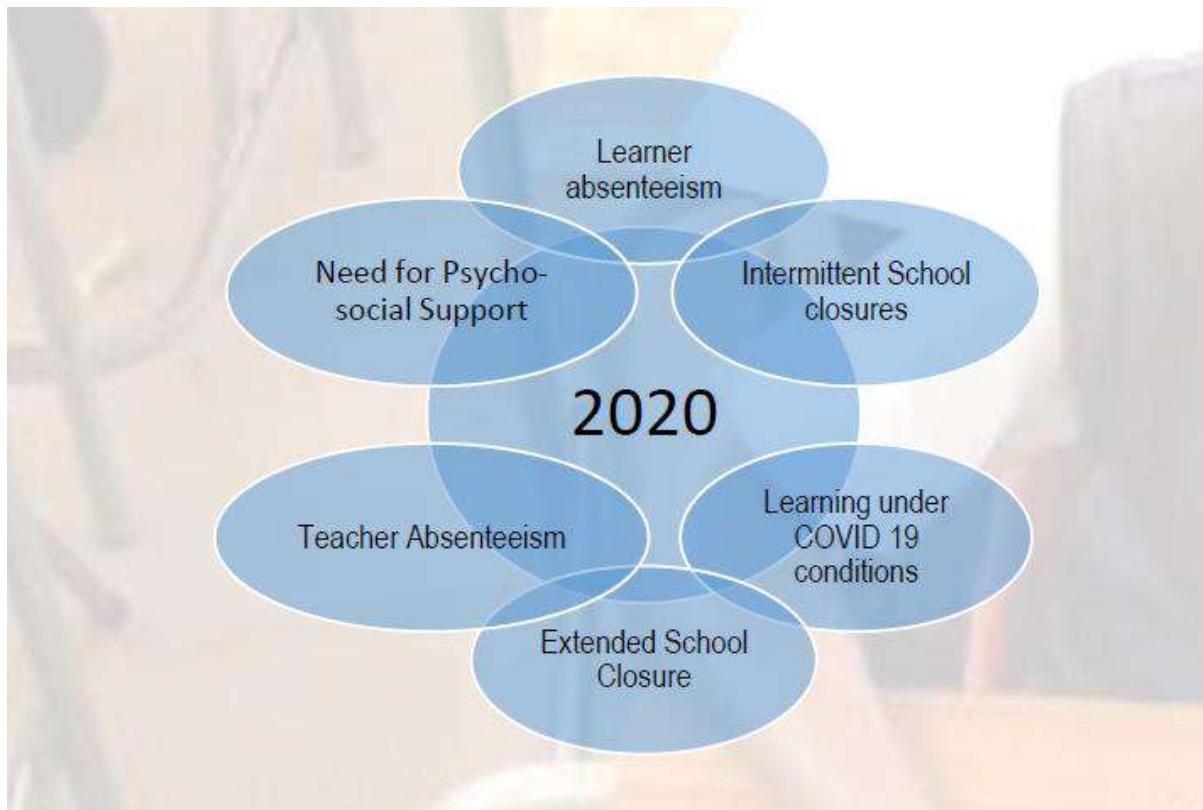 Learner
absenteeism
Need for Psycho-
social Support
Intermittent School
closures
2020
Teacher Absenteeism
Learning under
COVID 19
conditions
Extended School
Closure